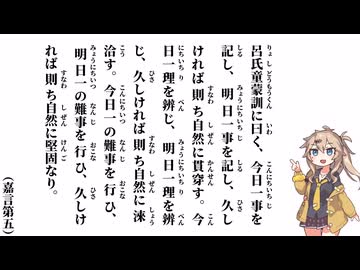 呂氏童蒙訓に曰く、今日一事を
記し、明日一事を記し、久し
ければ則ち自然に貫穿す。今
日一理を辨じ、明日一理を辨
じ、久しければ則ち自然に浹
洽す。今日一の難事を行ひ、
明日一の難事を行ひ、久しけ
れば則ち自然に堅固なり。
（嘉言第五）